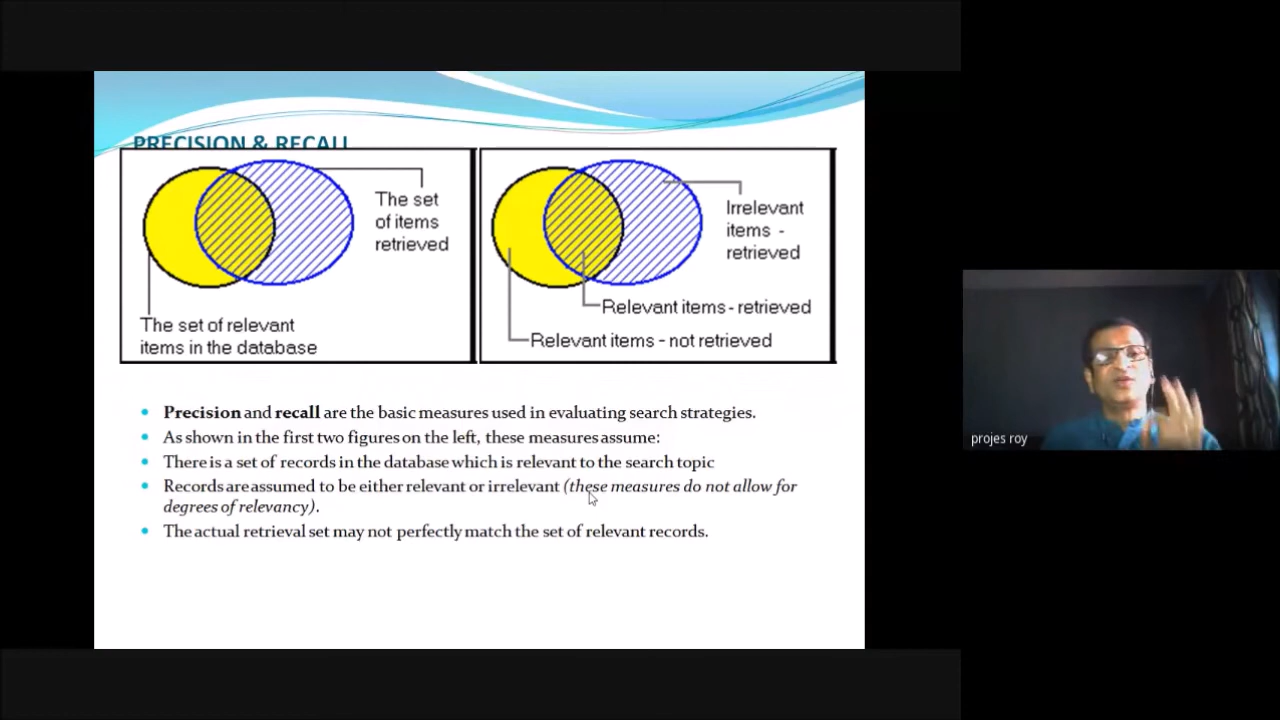 PRECISION & RECALL
The set
of items
retrieved
The set of relevant
items in the database
Irrelevant
items -
retrieved
Relevant items - retrieved
Relevant items - not retrieved
• Precision and recall are the basic measures used in evaluating search strategies.
• As shown in the first two figures on the left, these measures assume:
• There is a set of records in the database which is relevant to the search topic
• Records are assumed to be either relevant or irrelevant (these measures do not allow for
degrees of relevancy).
• The actual retrieval set may not perfectly match the set of relevant records.
projes roy